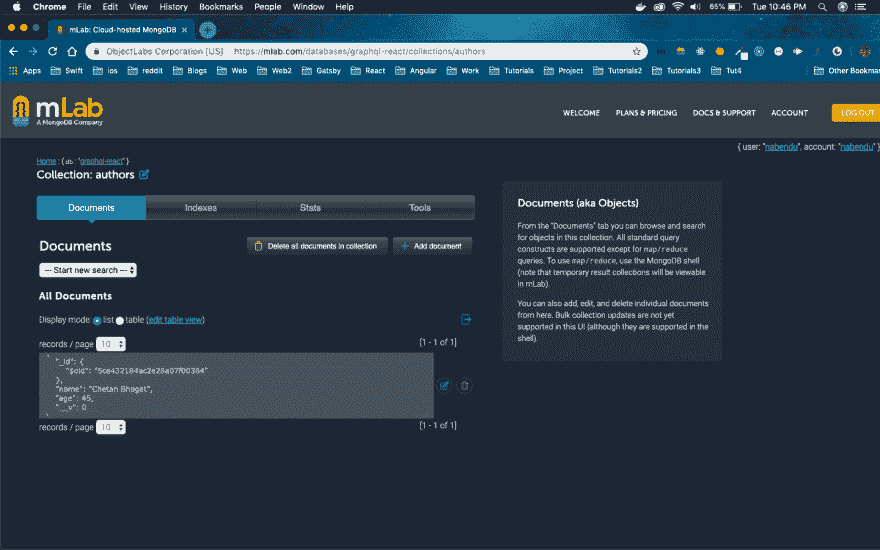 Chrome File Edit View History Bookmarks People Window Help 65% Tue 10:46 PM
mLab: Cloud-hosted MongoDB
ObjectLabs Corporation [US] https://mlab.com/databases/graphql-react/collections/authors
Apps Swift ios reddit Blogs Web Web2 Gatsby React Angular Work Tutorials Project Tutorials2 Tutorials3 Tut4 Other Bookmar
mLab
A MongoDB Company
WELCOME PLANS & PRICING DOCS & SUPPORT ACCOUNT LOG OUT
{ user: "nabendu", account: "nabendu" }
Home : { db : "graphql-react" }
Collection: authors
Documents Indexes Stats Tools
Documents
Delete all documents in collection
Add document
--- Start new search ---
All Documents
Display mode: list table (edit table view)
records / page 10 [1 - 1 of 1]
{
"_id": {
"$oid":
},
"name": "Chetan Bhagat",
"age": 45,
"__v": 0
}
records / page 10 [1 - 1 of 1]
Documents (aka Objects)
From the "Documents" tab you can browse and search
for objects in this collection. All standard query
constructs are supported except for map/reduce
queries. To use map/reduce, use the MongoDB shell
(note that temporary result collections will be viewable
in mLab).
You can also add, edit, and delete individual documents
from here. Bulk collection updates are not yet
supported in this UI (although they are supported in the
shell).